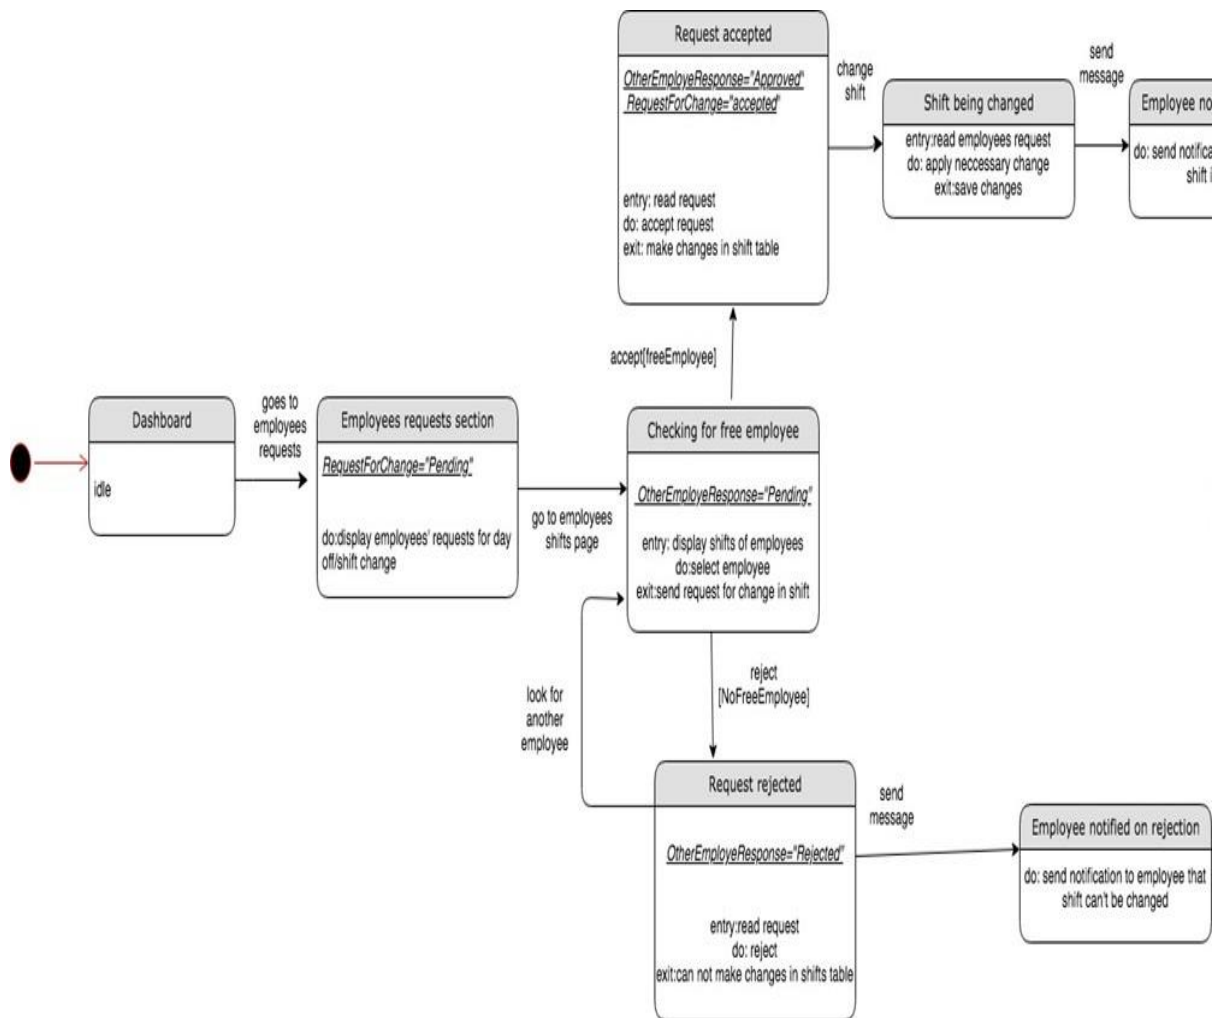 Request accepted
OtherEmployeResponse="Approved"
RequestForChange="accepted"
entry: read request
do: accept request
exit: make changes in shift table
change
shift
Shift being changed
entry:read employees request
do: apply neccessary change
exit:save changes
send
message
Employee
do: send
shift
accept[freeEmployee]
Dashboard
idle
goes to
employees
requests
Employees requests section
RequestForChange="Pending"
do:display employees' requests for day
off/shift change
go to employees
shifts page
Checking for free employee
OtherEmployeResponse="Pending"
entry: display shifts of employees
do:select employee
exit:send request for change in shift
look for
another
employee
reject
[NoFreeEmployee]
Request rejected
OtherEmployeResponse="Rejected"
entry:read request
do: reject
exit:can not make changes in shifts table
send
message
Employee notified on rejection
do: send notification to employee that
shift can't be changed